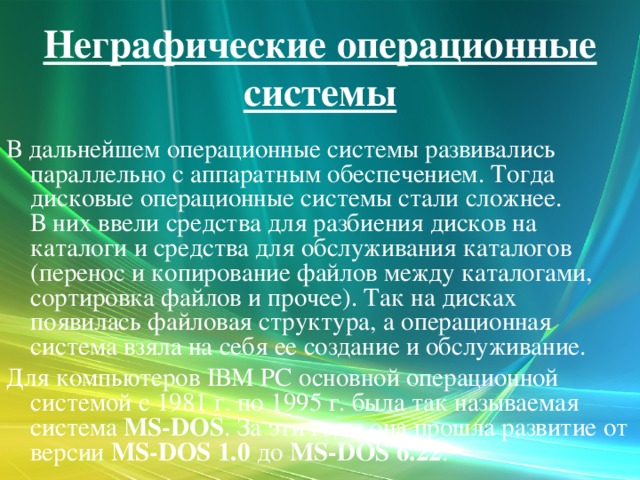 Неграфические операционные
системы
В дальнейшем операционные системы развивались
параллельно с аппаратным обеспечением. Тогда
дисковые операционные системы стали сложнее.
В них ввели средства для разбиения дисков на
каталоги и средства для обслуживания каталогов
(перенос и копирование файлов между каталогами,
сортировка файлов и прочее). Так на дисках
появилась файловая структура, а операционная
система взяла на себя ее создание и обслуживание.
Для компьютеров IBM PC основной операционной
системой с 1981 г. по 1995 г. была так называемая
система MS-DOS. За эти годы она прошла развитие от
версии MS-DOS 1.0 до MS-DOS 6.22.